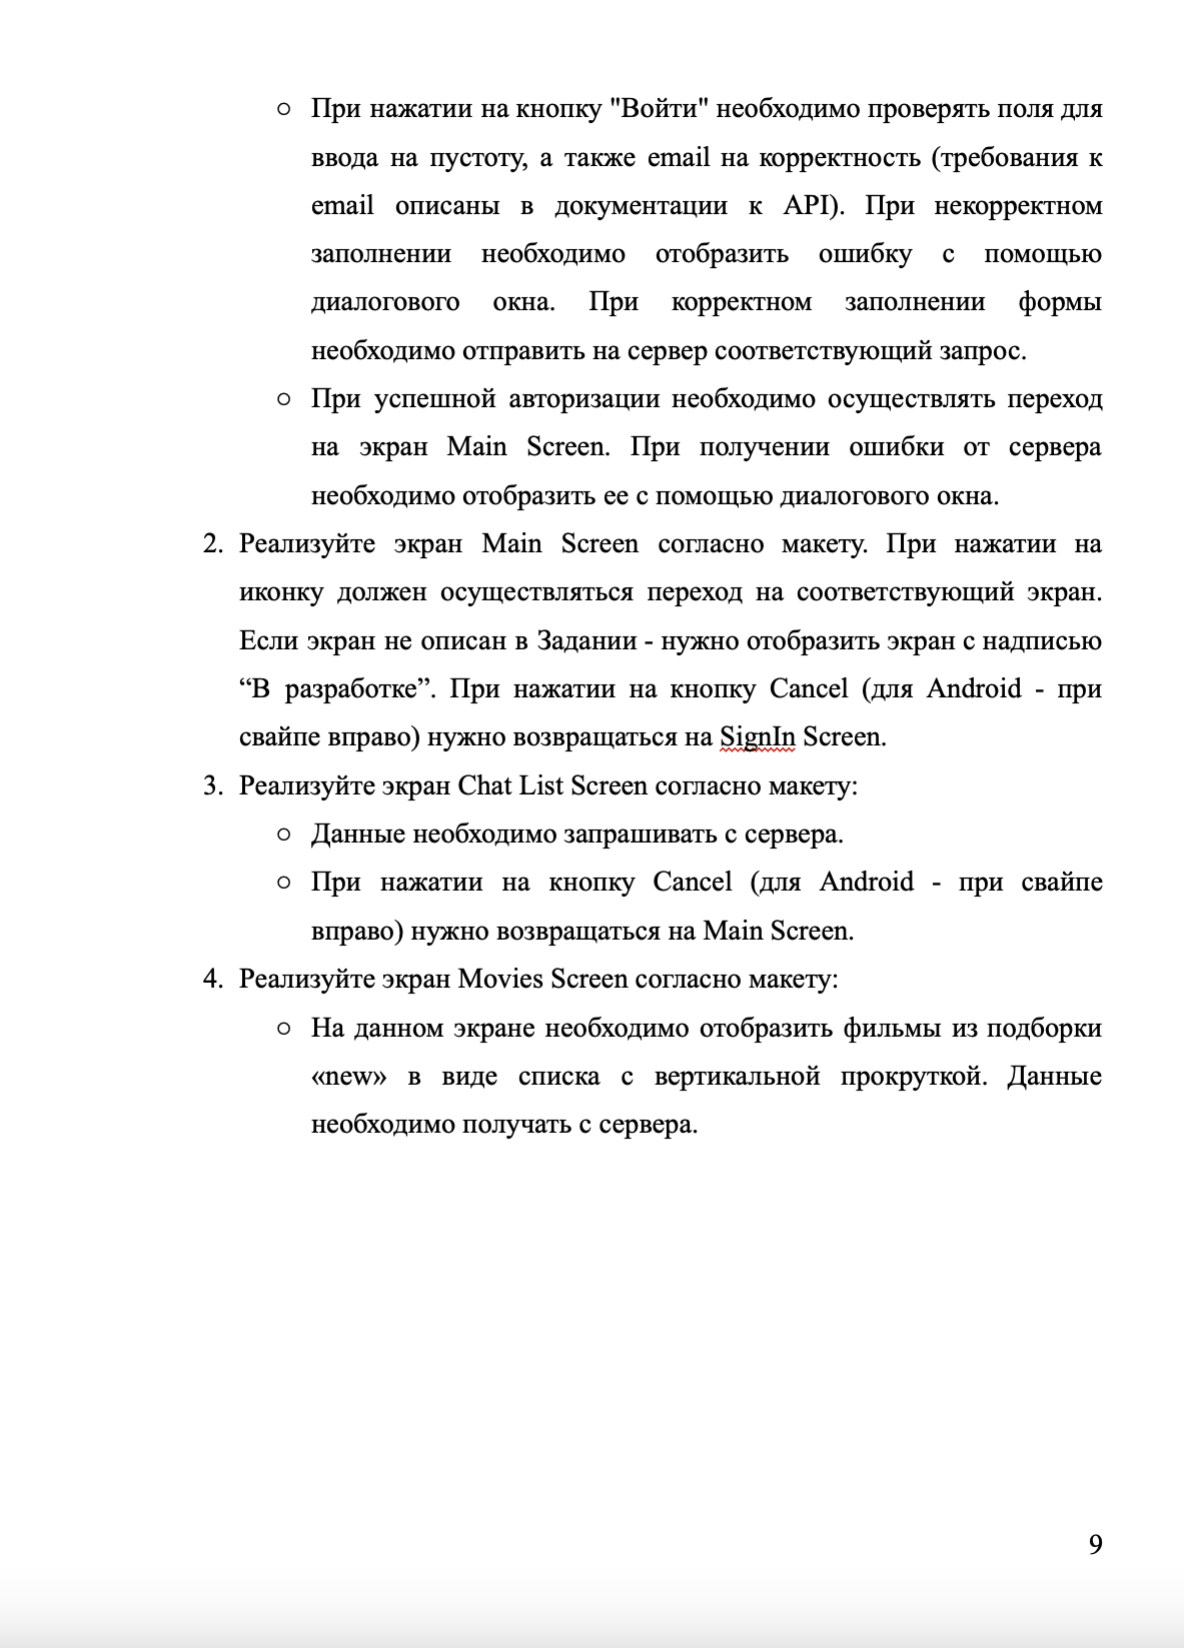 ○ При нажатии на кнопку "Войти" необходимо проверять поля для
ввода на пустоту, а также email на корректность (требования к
email описаны в документации к API). При некорректном
заполнении необходимо отобразить ошибку с помощью
диалогового окна. При корректном заполнении формы
необходимо отправить на сервер соответствующий запрос.
○ При успешной авторизации необходимо осуществлять переход
на экран Main Screen. При получении ошибки от сервера
необходимо отобразить ее с помощью диалогового окна.
2. Реализуйте экран Main Screen согласно макету. При нажатии на
иконку должен осуществляться переход на соответствующий экран.
Если экран не описан в Задании - нужно отобразить экран с надписью
“В разработке”. При нажатии на кнопку Cancel (для Android - при
свайпе вправо) нужно возвращаться на SignIn Screen.
3. Реализуйте экран Chat List Screen согласно макету:
○ Данные необходимо запрашивать с сервера.
○ При нажатии на кнопку Cancel (для Android - при свайпе
вправо) нужно возвращаться на Main Screen.
4. Реализуйте экран Movies Screen согласно макету:
○ На данном экране необходимо отобразить фильмы из подборки
«new» в виде списка с вертикальной прокруткой. Данные
необходимо получать с сервера.
9